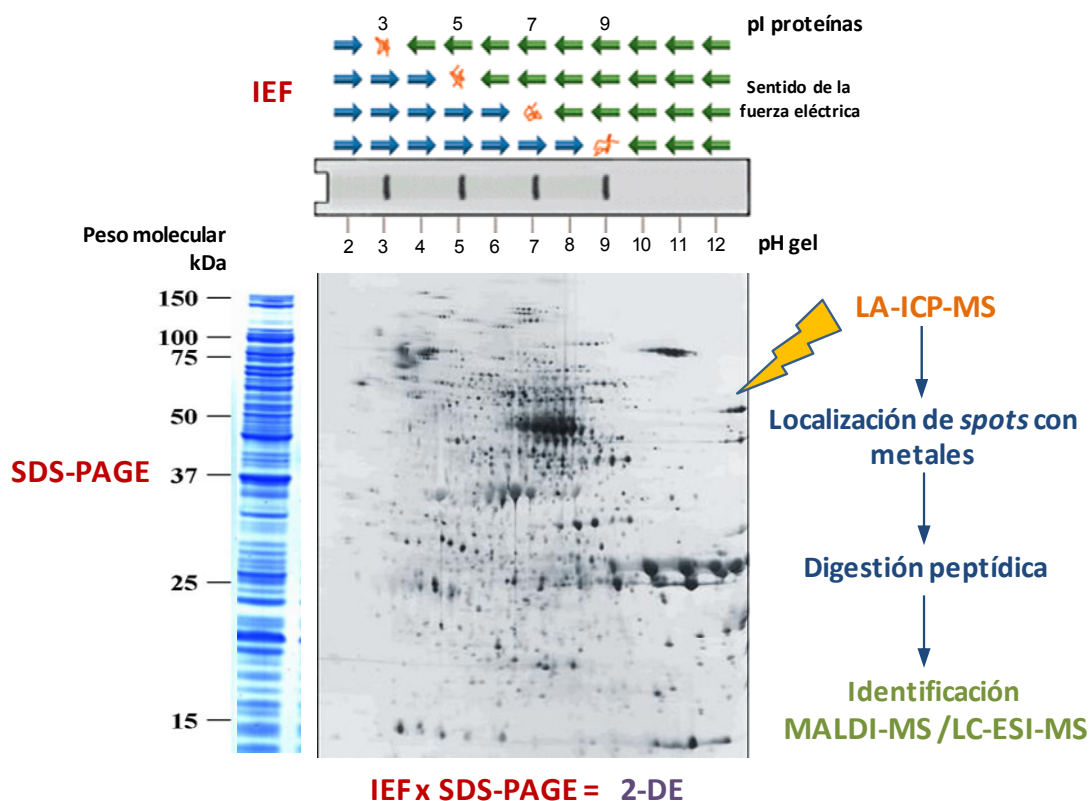 3 5 7 9 pI proteínas
IEF
Sentido de la
fuerza eléctrica
2 3 4 5 6 7 8 9 10 11 12 pH gel
Peso molecular
kDa
150
100
75
50
37
25
15
SDS-PAGE
LA-ICP-MS
Localización de spots con
metales
Digestión peptídica
Identificación
MALDI-MS /LC-ESI-MS
IEF x SDS-PAGE = 2-DE